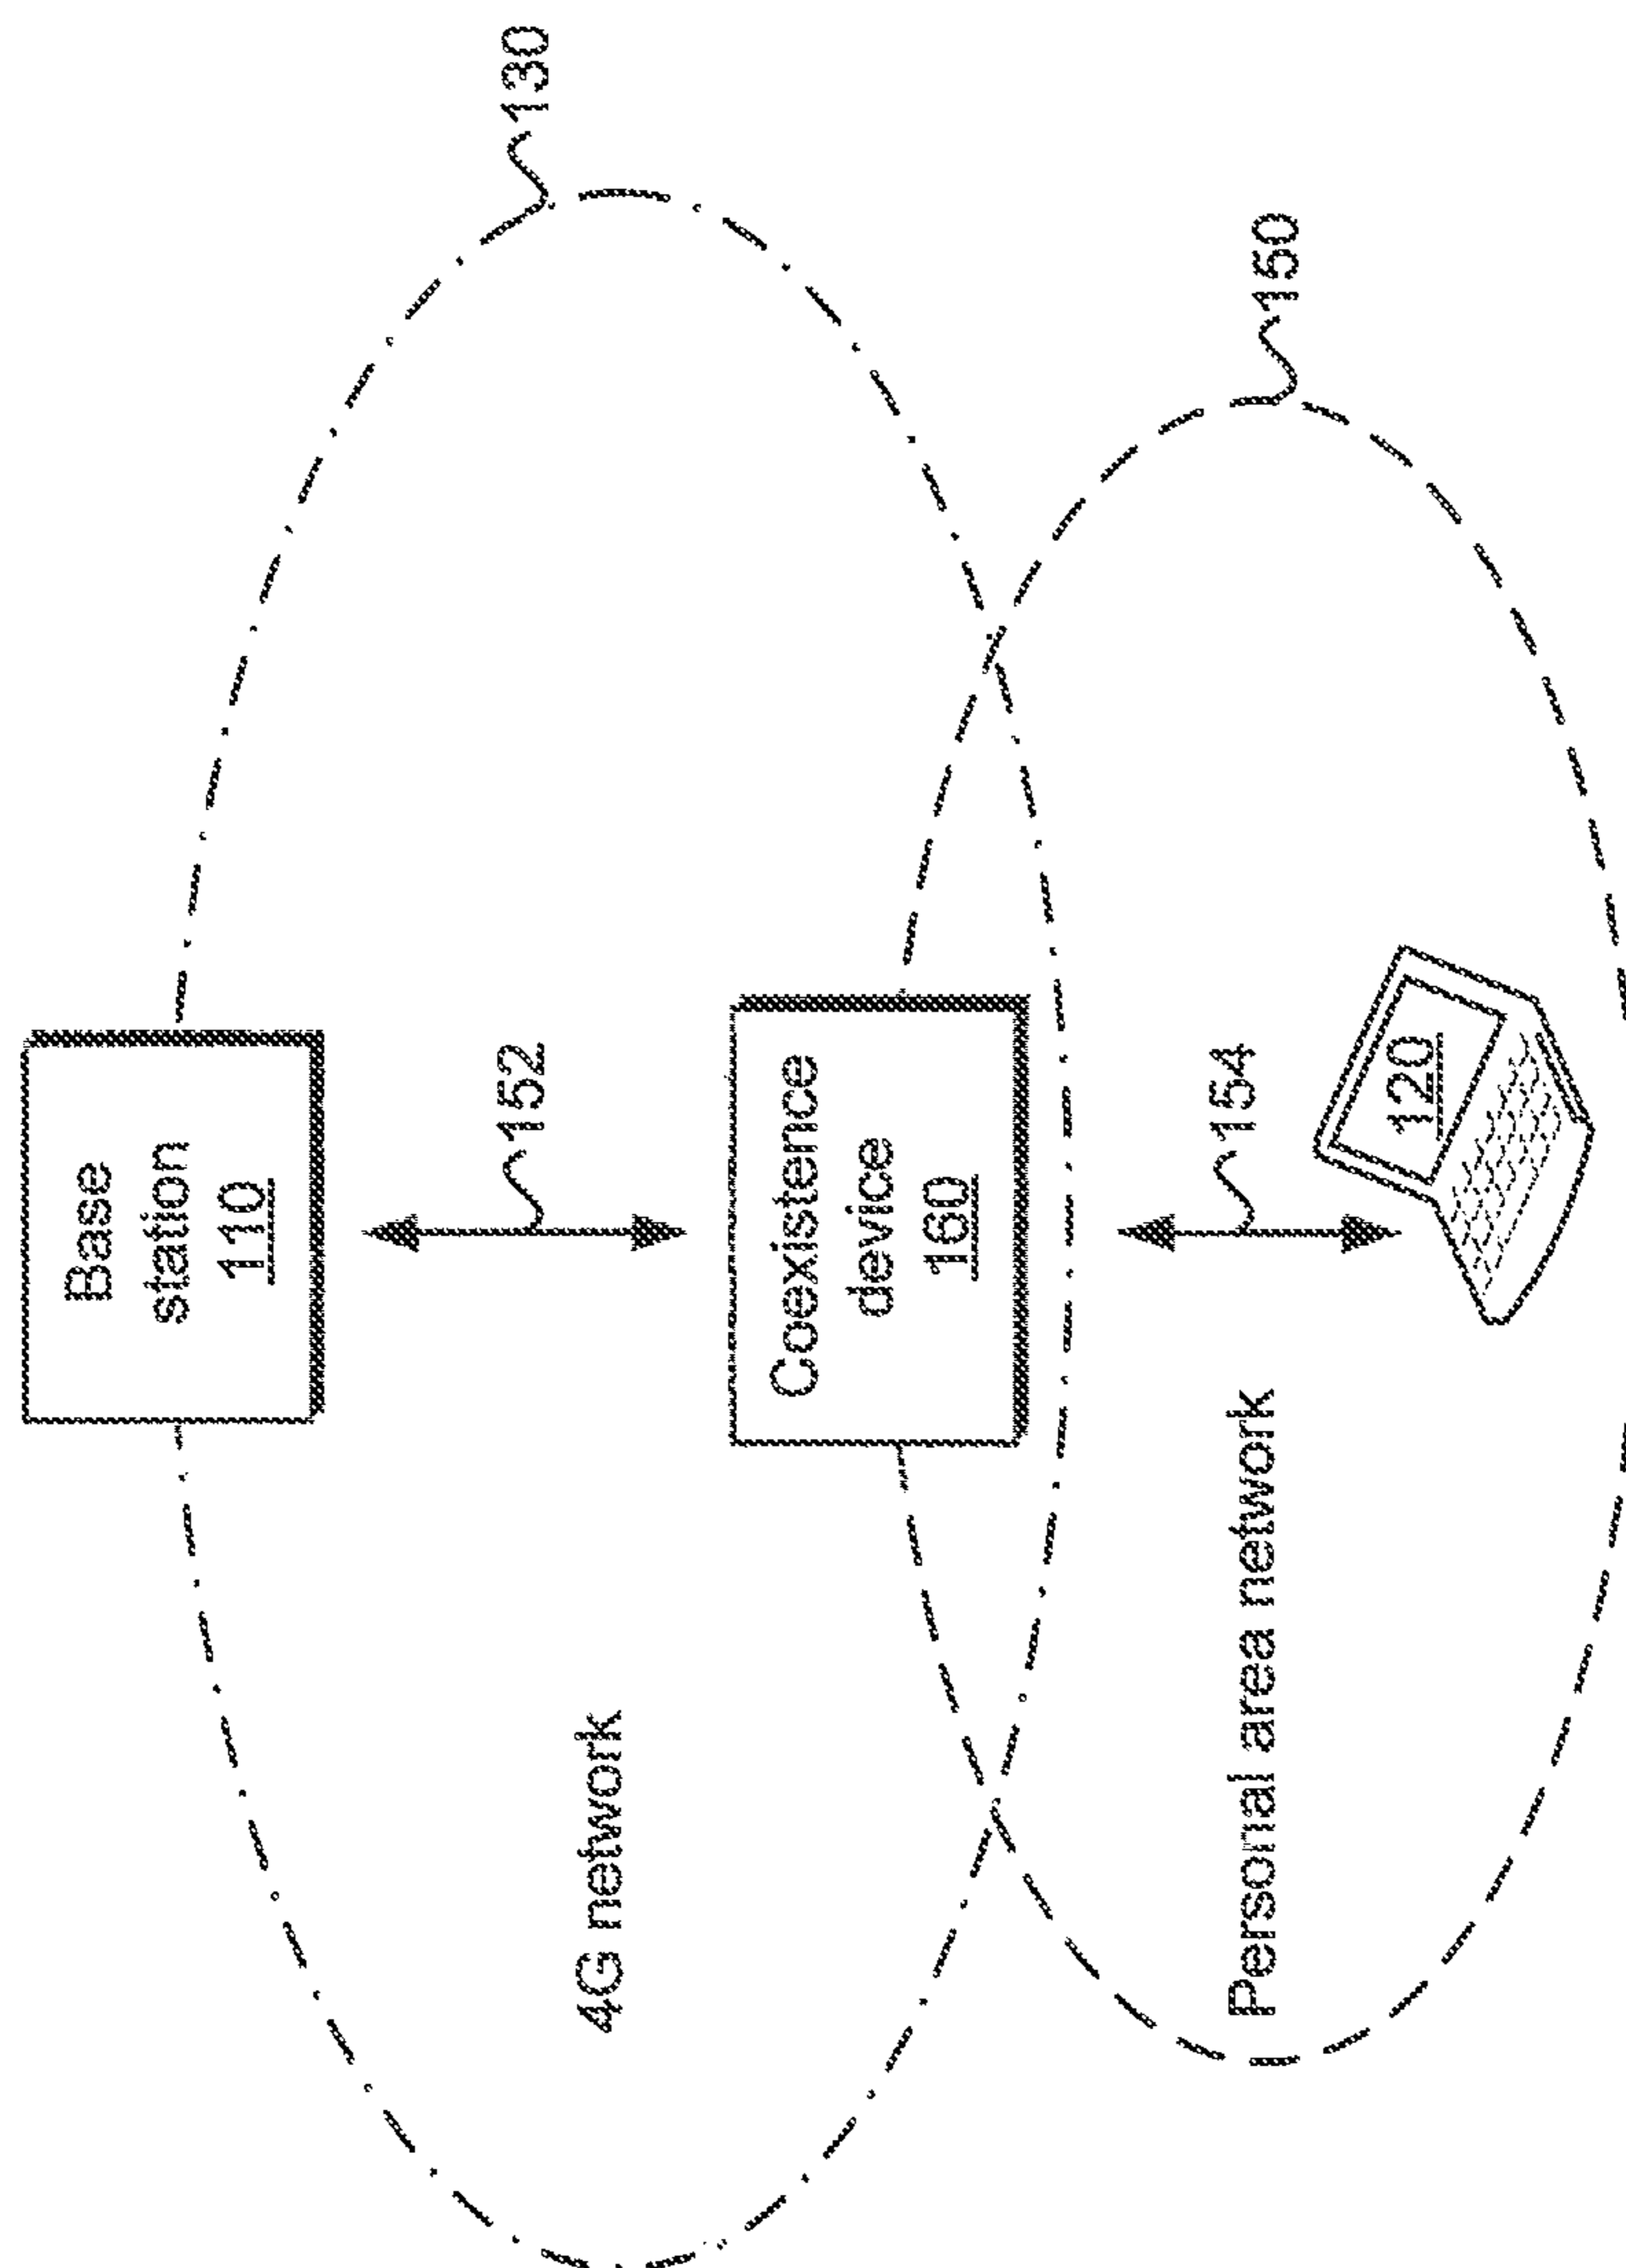 Base
station
110
130
152
4G network
Coexistence
device
160
150
154
Personal area network
120